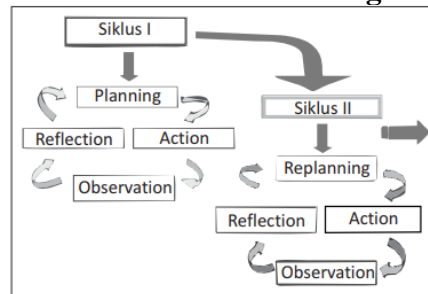 Siklus I
Planning
Reflection
Action
Observation
Siklus II
Replanning
Reflection
Action
Observation